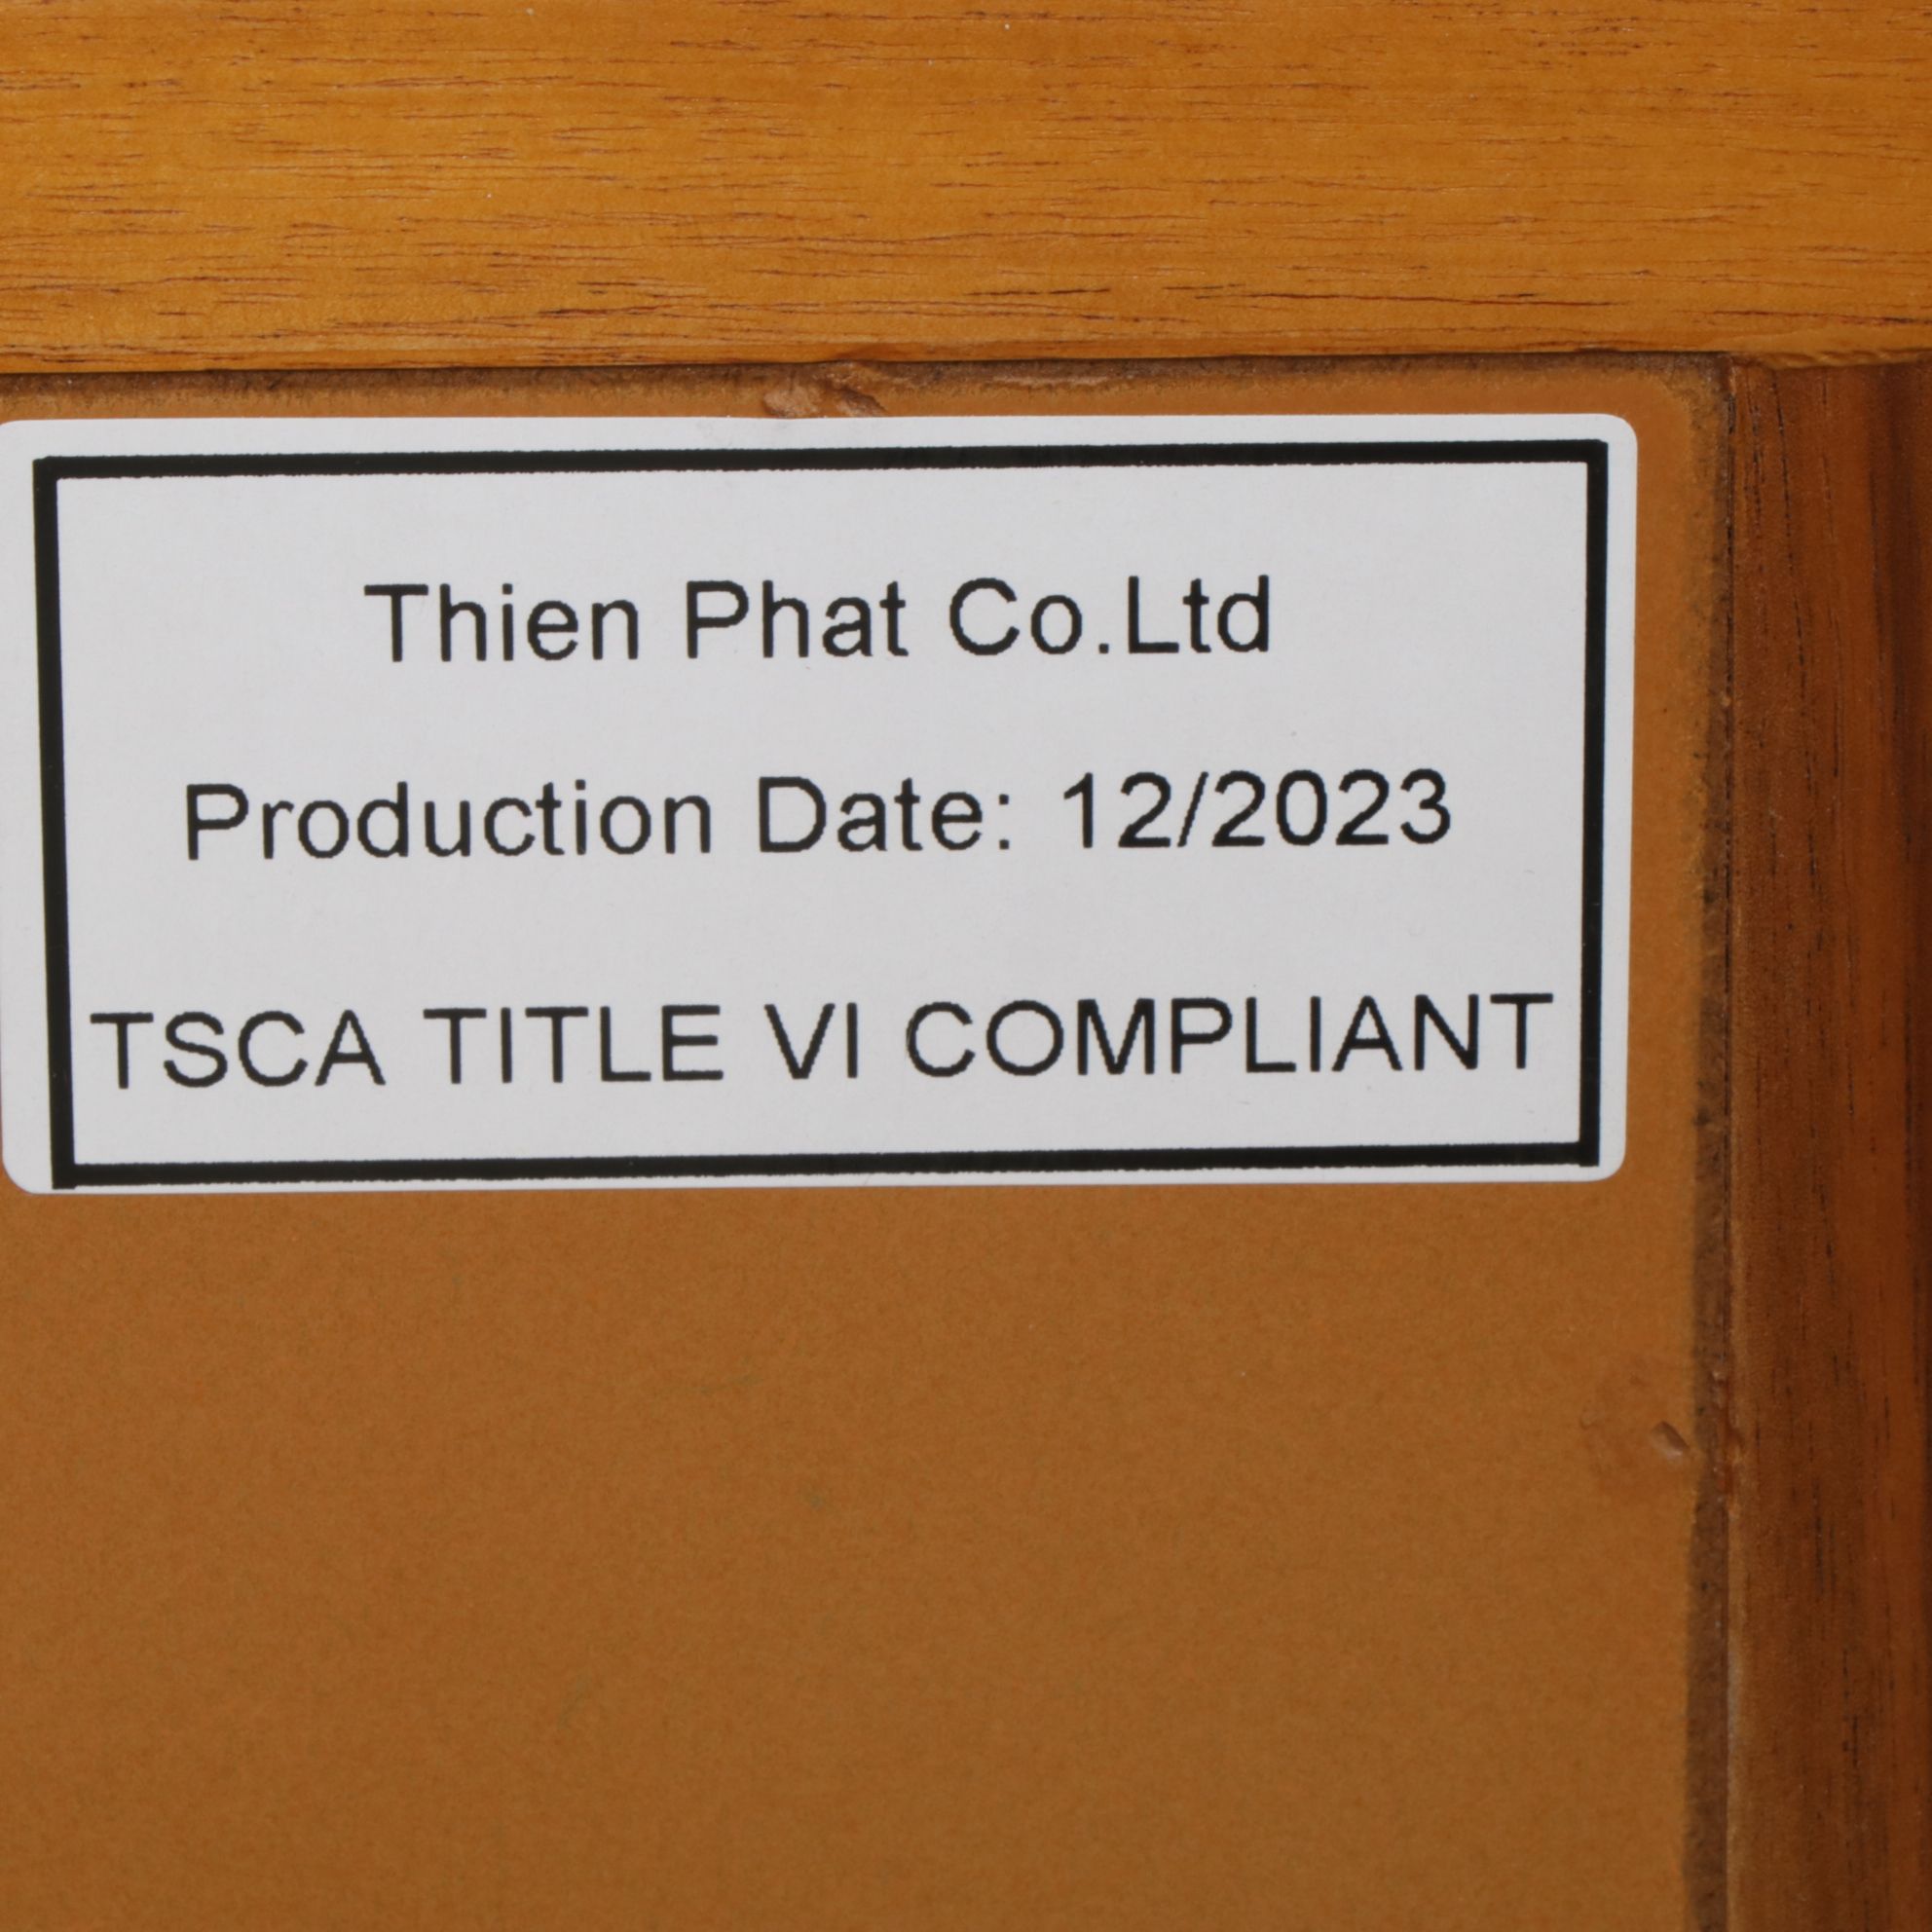 Thien Phat Co.Ltd
Production Date: 12/2023
TSCA TITLE VI COMPLIANT